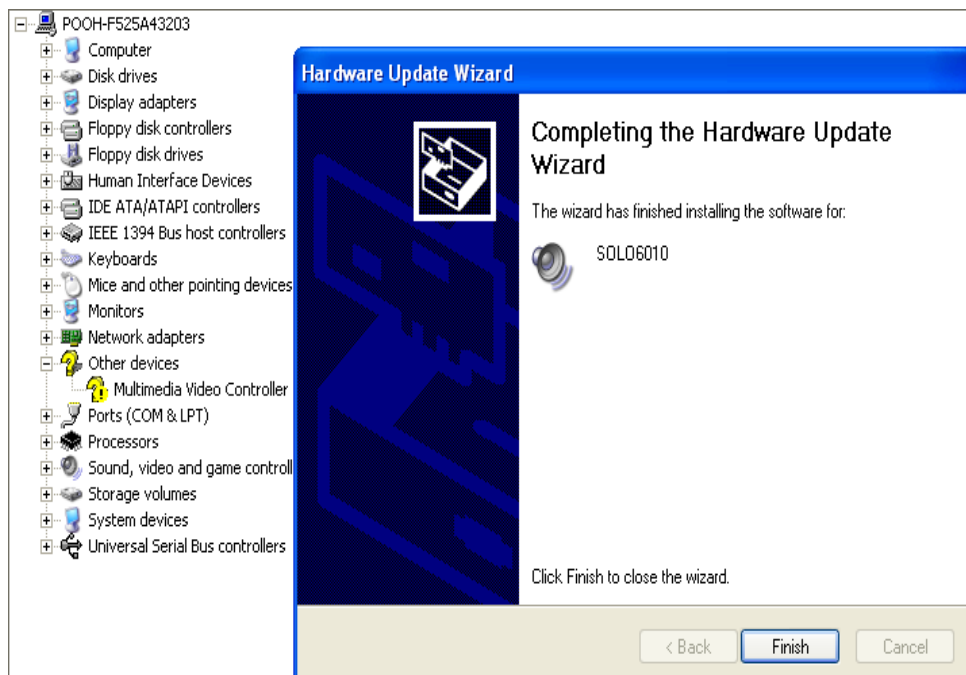 POOH-F525A43203
Computer
Disk drives
Display adapters
Floppy disk controllers
Floppy disk drives
Human Interface Devices
IDE ATA/ATAPI controllers
IEEE 1394 Bus host controllers
Keyboards
Mice and other pointing devices
Monitors
Network adapters
Other devices
Multimedia Video Controller
Ports (COM & LPT)
Processors
Sound, video and game controll
Storage volumes
System devices
Universal Serial Bus controllers
Hardware Update Wizard
Completing the Hardware Update
Wizard
The wizard has finished installing the software for:
SOLO6010
Click Finish to close the wizard.
< Back
Finish
Cancel